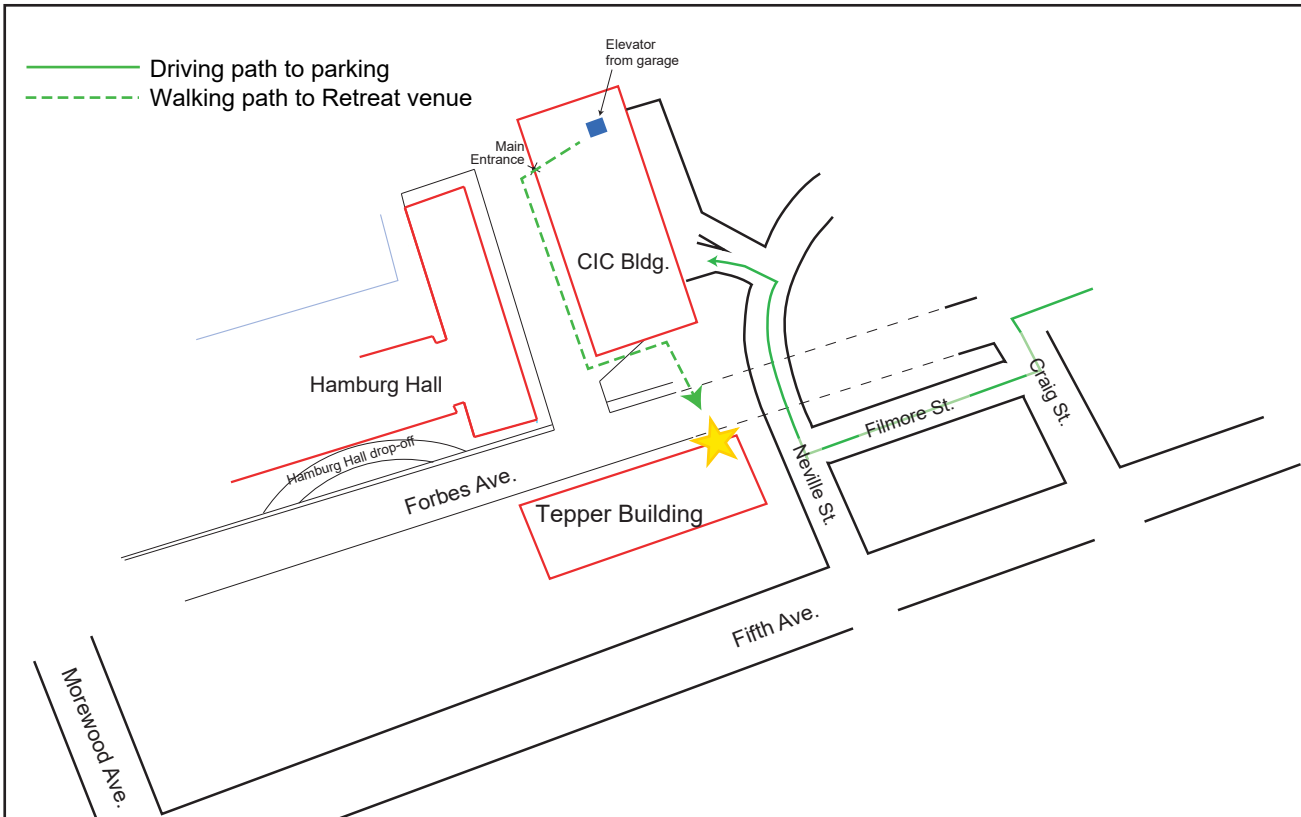 Elevator
from garage
Driving path to parking
Walking path to Retreat venue
Main
Entrance
CIC Bldg.
Hamburg Hall
Craig St.
Filmore St.
Hamburg Hall drop-off
Forbes Ave.
Neville St.
Tepper Building
Fifth Ave.
Morewood Ave.